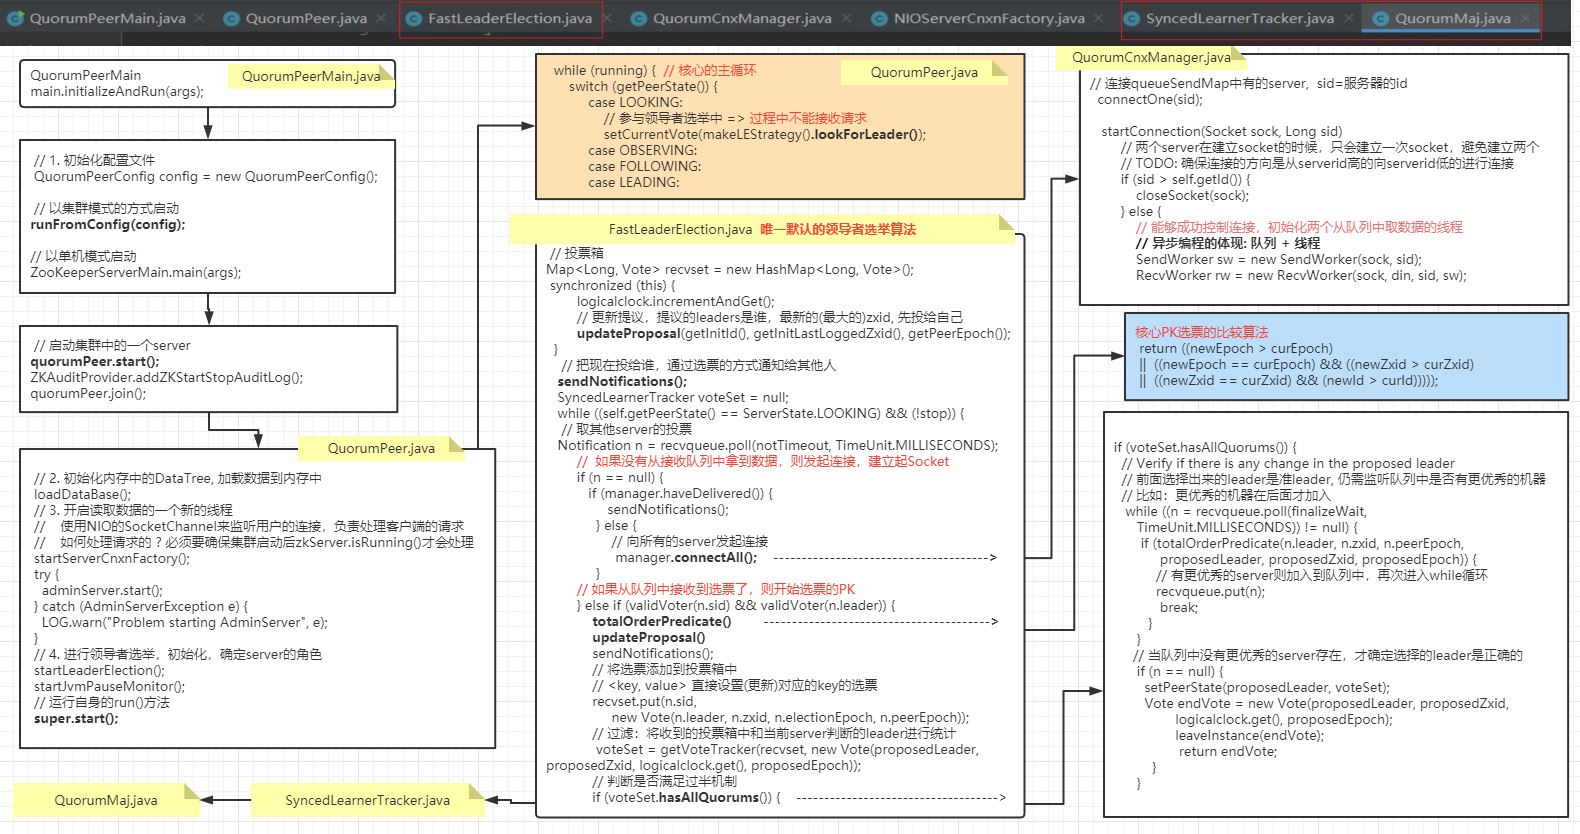 QuorumPeerMain.java ×
QuorumPeer.java ×
FastLeaderElection.java ×
QuorumCnxManager.java ×
NIOServerCnxnFactory.java ×
SyncedLearnerTracker.java ×
QuorumMaj.java ×
QuorumPeerMain
main.initializeAndRun(args);
QuorumPeerMain.java
// 1. 初始化配置文件
QuorumPeerConfig config = new QuorumPeerConfig();
// 以集群模式的方式启动
runFromConfig(config);
// 以单机模式启动
ZooKeeperServerMain.main(args);
// 启动集群中的一个server
quorumPeer.start();
ZKAuditProvider.addZKStartStopAuditLog();
quorumPeer.join();
QuorumPeer.java
// 2. 初始化内存中的DataTree, 加载数据到内存中
loadDataBase();
// 3. 开启读取数据的一个新的线程
// 使用NIO的SocketChannel来监听用户的连接，负责处理客户端的请求
// 如何处理请求的？必须要确保集群启动后zkServer.isRunning()才会处理
startServerCnxnFactory();
try {
adminServer.start();
} catch (AdminServerException e) {
LOG.warn("Problem starting AdminServer", e);
}
// 4. 进行领导者选举，初始化，确定server的角色
startLeaderElection();
startJvmPauseMonitor();
// 运行自身的run()方法
super.start();
QuorumMaj.java
SyncedLearnerTracker.java
while (running) { // 核心的主循环
QuorumPeer.java
switch (getPeerState()) {
case LOOKING:
// 参与领导者选举中 => 过程中不能接收请求
setCurrentVote(makeLEStrategy().lookForLeader());
case OBSERVING:
case FOLLOWING:
case LEADING:
FastLeaderElection.java 唯一默认的领导者选举算法
// 投票箱
Map<Long, Vote> recvset = new HashMap<Long, Vote>();
synchronized (this) {
logicalclock.incrementAndGet();
// 更新提议，提议的leaders是谁，最新的(最大的)zxid, 先投给自己
updateProposal(getInitId(), getInitLastLoggedZxid(), getPeerEpoch());
}
// 把现在投给谁，通过选票的方式通知给其他人
sendNotifications();
SyncedLearnerTracker voteSet = null;
while ((self.getPeerState() == ServerState.LOOKING) && (!stop)) {
// 取其他server的投票
Notification n = recvqueue.poll(notTimeout, TimeUnit.MILLISECONDS);
// 如果没有从接收队列中拿到数据，则发起连接，建立起Socket
if (n == null) {
if (manager.haveDelivered()) {
sendNotifications();
} else {
// 向所有的server发起连接
manager.connectAll(); ---------------------------------->
}
// 如果从队列中接收到选票了，则开始选票的PK
} else if (validVoter(n.sid) && validVoter(n.leader)) {
totalOrderPredicate() ------------------------------------>
updateProposal()
sendNotifications();
// 将选票添加到投票箱中
// <key, value> 直接设置(更新)对应的key的选票
recvset.put(n.sid,
new Vote(n.leader, n.zxid, n.electionEpoch, n.peerEpoch));
// 过滤：将收到的投票箱中和当前server判断的leader进行统计
voteSet = getVoteTracker(recvset, new Vote(proposedLeader,
proposedZxid, logicalclock.get(), proposedEpoch));
// 判断是否满足过半机制
if (voteSet.hasAllQuorums()) { --------------------------------->
QuorumCnxManager.java
// 连接queueSendMap中有的server，sid=服务器的id
connectOne(sid);
startConnection(Socket sock, Long sid)
// 两个server在建立socket的时候，只会建立一次socket，避免建立两个
// TODO: 确保连接的方向是从serverid高的向serverid低的进行连接
if (sid > self.getId()) {
closeSocket(sock);
} else {
// 能够成功控制连接，初始化两个从队列中取数据的线程
// 异步编程的体现: 队列 + 线程
SendWorker sw = new SendWorker(sock, sid);
RecvWorker rw = new RecvWorker(sock, din, sid, sw);
核心PK选票的比较算法
return ((newEpoch > curEpoch)
|| ((newEpoch == curEpoch) && ((newZxid > curZxid)
|| ((newZxid == curZxid) && (newId > curId)))));
if (voteSet.hasAllQuorums()) {
// Verify if there is any change in the proposed leader
// 前面选择出来的leader是准leader, 仍需监听队列中是否有更优秀的机器
// 比如：更优秀的机器在后面才加入
while ((n = recvqueue.poll(finalizeWait,
TimeUnit.MILLISECONDS)) != null) {
if (totalOrderPredicate(n.leader, n.zxid, n.peerEpoch,
proposedLeader, proposedZxid, proposedEpoch)) {
// 有更优秀的server则加入到队列中，再次进入while循环
recvqueue.put(n);
break;
}
}
// 当队列中没有更优秀的server存在，才确定选择的leader是正确的
if (n == null) {
setPeerState(proposedLeader, voteSet);
Vote endVote = new Vote(proposedLeader, proposedZxid,
logicalclock.get(), proposedEpoch);
leaveInstance(endVote);
return endVote;
}
}